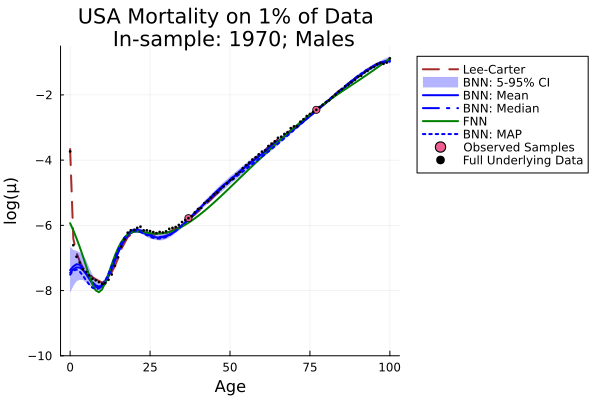 USA Mortality on 1% of Data
In-sample: 1970; Males
Lee-Carter
BNN: 5-95% CI
BNN: Mean
BNN: Median
FNN
BNN: MAP
Observed Samples
Full Underlying Data
log(μ)
−2
−4
−6
−8
−10
0 25 50 75 100
Age